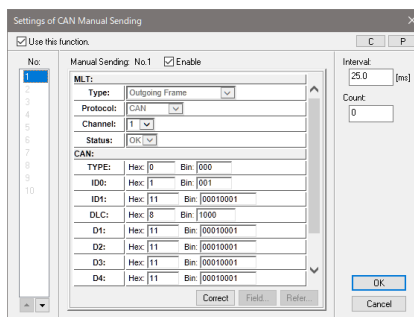 Settings of CAN Manual Sending
Use this function.
C P
No:
1
2
3
4
5
6
7
8
9
10
Manual Sending: No.1 Enable
MLT:
Type: Outgoing Frame
Protocol: CAN
Channel: 1
Status: OK
CAN:
TYPE: Hex: 0 Bin: 000
ID0: Hex: 1 Bin: 001
ID1: Hex: 11 Bin: 00010001
DLC: Hex: 8 Bin: 1000
D1: Hex: 11 Bin: 00010001
D2: Hex: 11 Bin: 00010001
D3: Hex: 11 Bin: 00010001
D4: Hex: 11 Bin: 00010001
Correct Field... Refer...
Interval:
25.0 [ms]
Count:
0
OK
Cancel